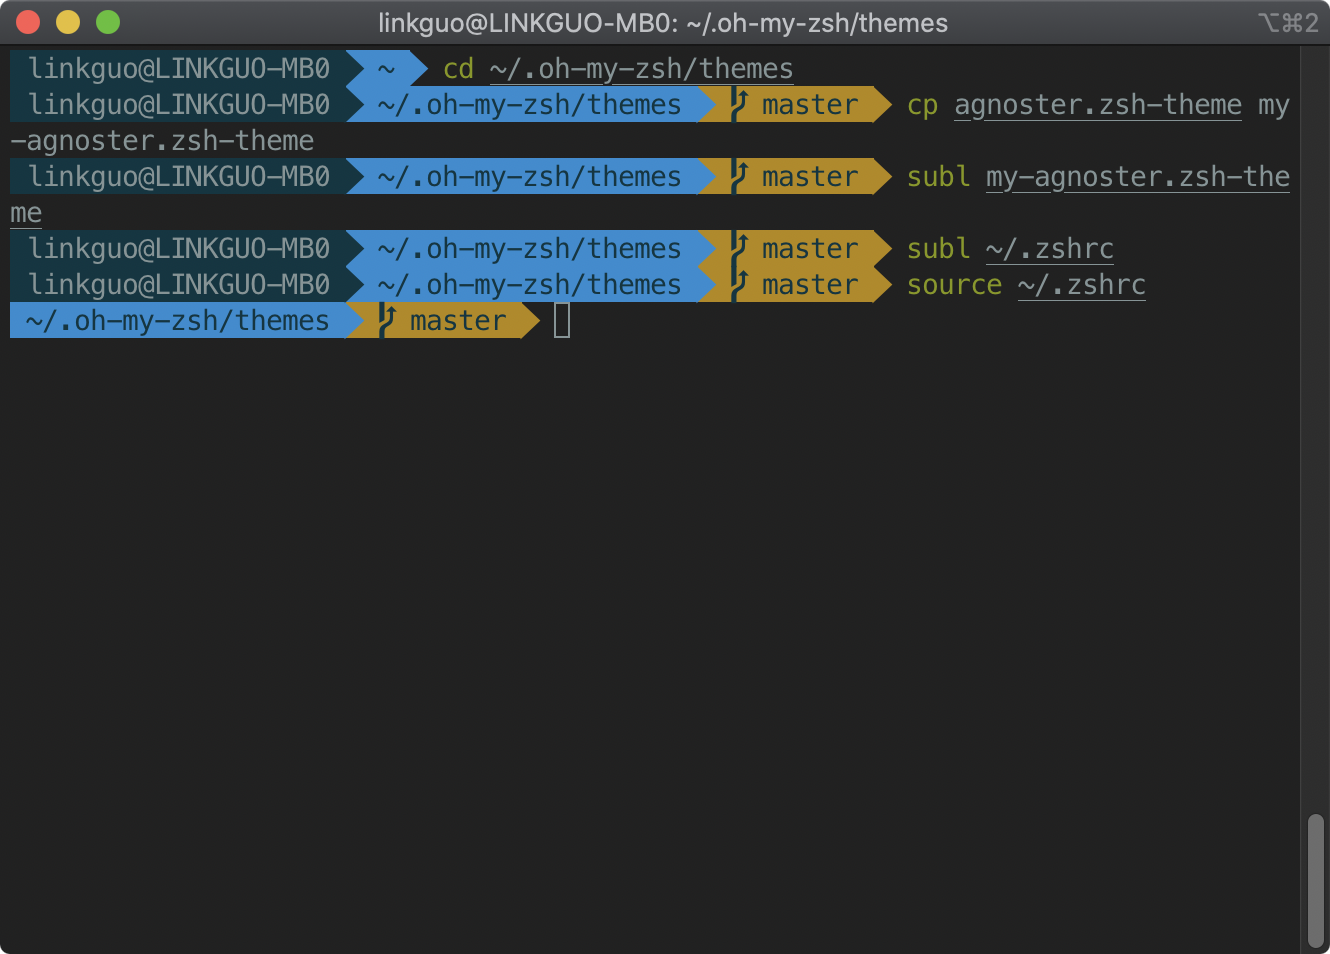 linkguo@LINKGUO-MB0: ~/.oh-my-zsh/themes ⌥⌘2
linkguo@LINKGUO-MB0 ~ cd ~/.oh-my-zsh/themes
linkguo@LINKGUO-MB0 ~/.oh-my-zsh/themes master cp agnoster.zsh-theme my
-agnoster.zsh-theme
linkguo@LINKGUO-MB0 ~/.oh-my-zsh/themes master subl my-agnoster.zsh-the
me
linkguo@LINKGUO-MB0 ~/.oh-my-zsh/themes master subl ~/.zshrc
linkguo@LINKGUO-MB0 ~/.oh-my-zsh/themes master source ~/.zshrc
~/.oh-my-zsh/themes master